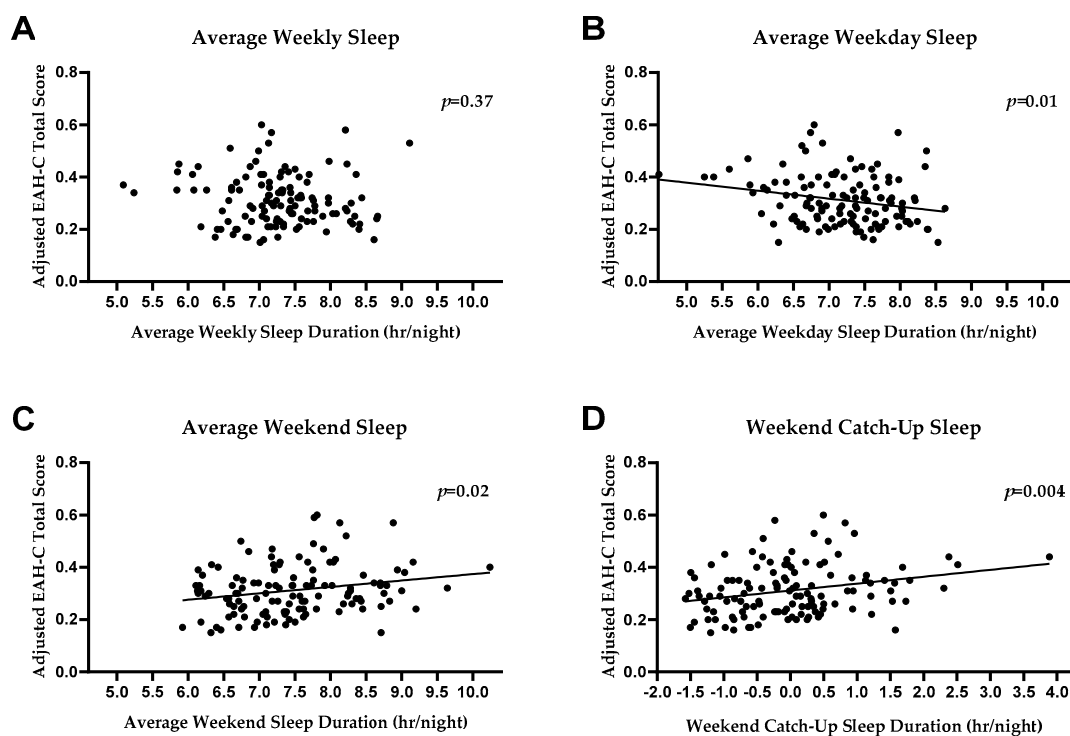 A
Average Weekly Sleep
Adjusted EAH-C Total Score
0.8
0.6
0.4
0.2
0.0
p=0.37
5.0 5.5 6.0 6.5 7.0 7.5 8.0 8.5 9.0 9.5 10.0
Average Weekly Sleep Duration (hr/night)
B
Average Weekday Sleep
Adjusted EAH-C Total Score
0.8
0.6
0.4
0.2
0.0
p=0.01
5.0 5.5 6.0 6.5 7.0 7.5 8.0 8.5 9.0 9.5 10.0
Average Weekday Sleep Duration (hr/night)
C
Average Weekend Sleep
Adjusted EAH-C Total Score
0.8
0.6
0.4
0.2
0.0
p=0.02
5.0 5.5 6.0 6.5 7.0 7.5 8.0 8.5 9.0 9.5 10.0
Average Weekend Sleep Duration (hr/night)
D
Weekend Catch-Up Sleep
Adjusted EAH-C Total Score
0.8
0.6
0.4
0.2
0.0
p=0.004
-2.0 -1.5 -1.0 -0.5 0.0 0.5 1.0 1.5 2.0 2.5 3.0 3.5 4.0
Weekend Catch-Up Sleep Duration (hr/night)